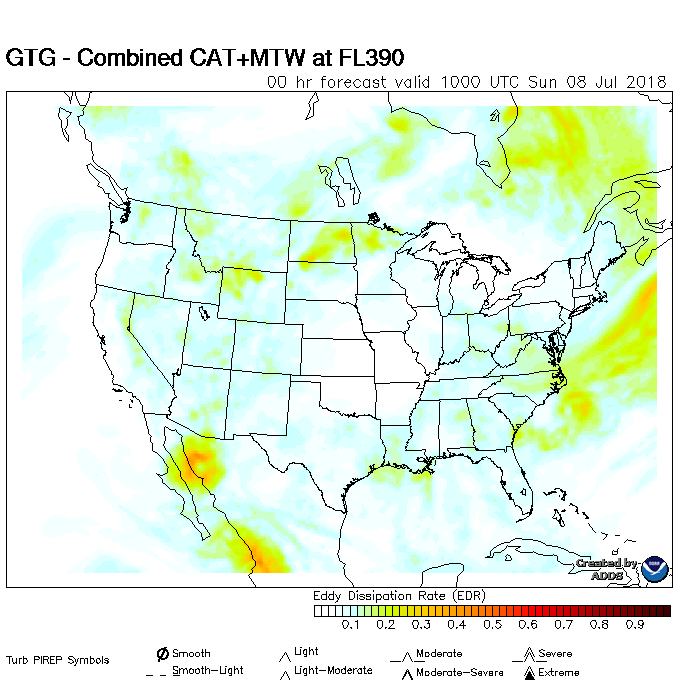 GTG - Combined CAT+MTW at FL390
00 hr forecast valid 1000 UTC Sun 08 Jul 2018
Created by
ADDS
Eddy Dissipation Rate (EDR)
0.1 0.2 0.3 0.4 0.5 0.6 0.7 0.8 0.9
Turb PIREP Symbols
Smooth Light Moderate Severe
Smooth-Light Light-Moderate Moderate-Severe Extreme